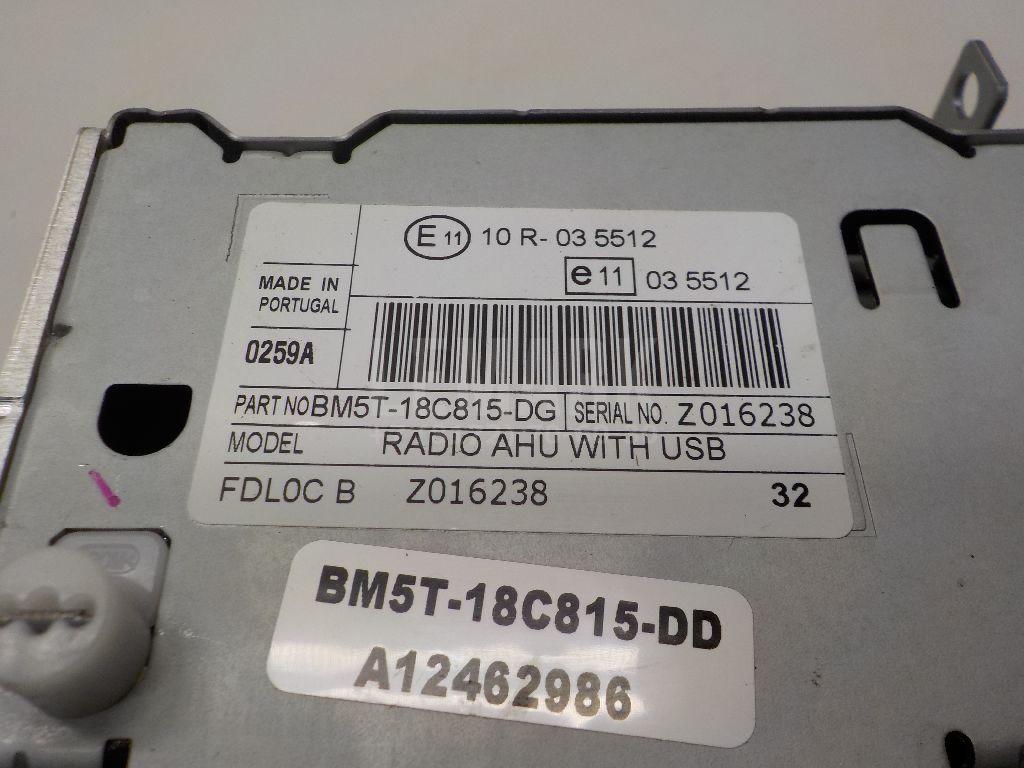 E 11 10 R- 03 5512
e 11 03 5512
MADE IN
PORTUGAL
0259A
PART NO BM5T-18C815-DG SERIAL NO. Z016238
MODEL RADIO AHU WITH USB
FDL0C B Z016238 32
BM5T-18C815-DD
A12462986